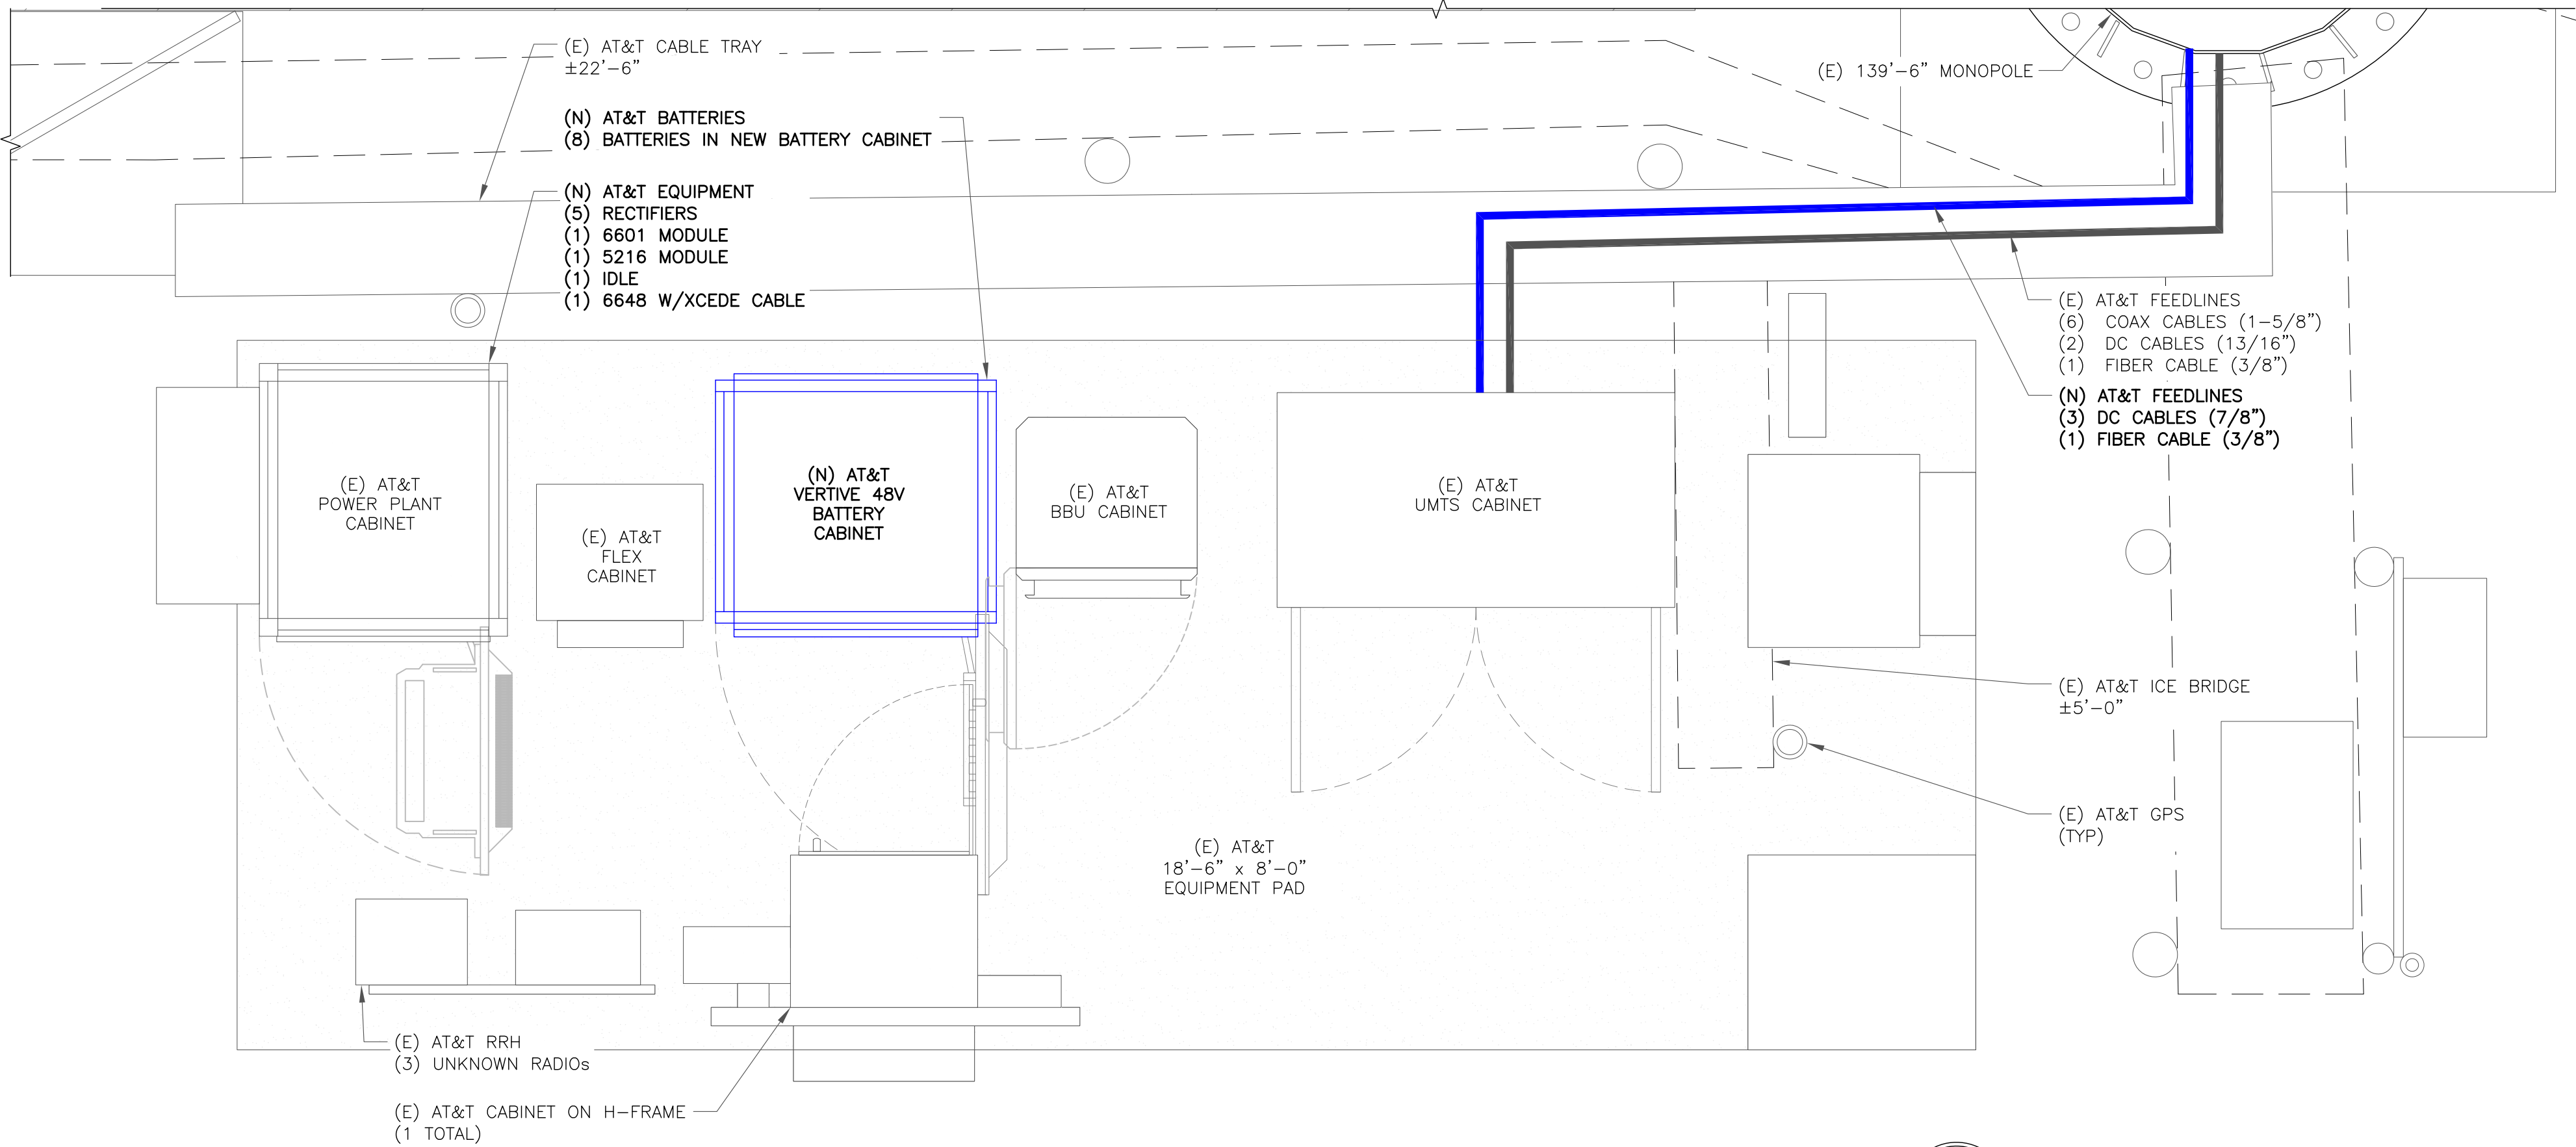 (E) AT&T CABLE TRAY
±22'-6"
(E) 139'-6" MONOPOLE
(N) AT&T BATTERIES
(8) BATTERIES IN NEW BATTERY CABINET
(N) AT&T EQUIPMENT
(5) RECTIFIERS
(1) 6601 MODULE
(1) 5216 MODULE
(1) IDLE
(1) 6648 W/XCEDE CABLE
(E) AT&T FEEDLINES
(6) COAX CABLES (1-5/8")
(2) DC CABLES (13/16")
(1) FIBER CABLE (3/8")
(N) AT&T FEEDLINES
(3) DC CABLES (7/8")
(1) FIBER CABLE (3/8")
(E) AT&T
POWER PLANT
CABINET
(E) AT&T
FLEX
CABINET
(N) AT&T
VERTIVE 48V
BATTERY
CABINET
(E) AT&T
BBU CABINET
(E) AT&T
UMTS CABINET
(E) AT&T ICE BRIDGE
±5'-0"
(E) AT&T GPS
(TYP)
(E) AT&T
18'-6" x 8'-0"
EQUIPMENT PAD
(E) AT&T RRH
(3) UNKNOWN RADIOs
(E) AT&T CABINET ON H-FRAME
(1 TOTAL)